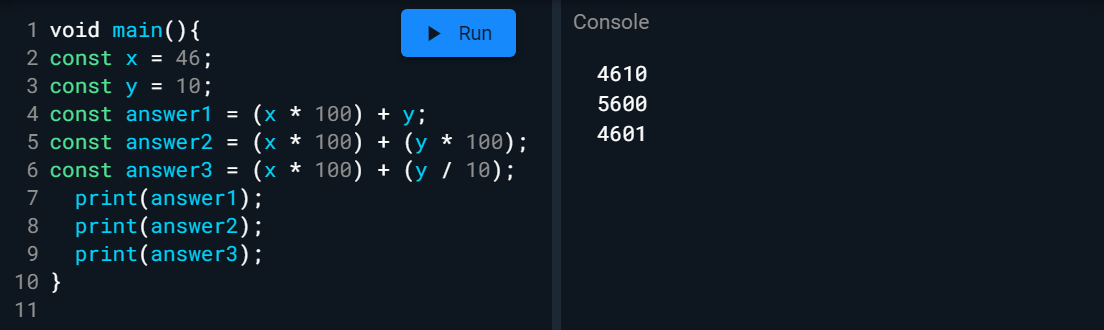 1 void main(){
2 const x = 46;
3 const y = 10;
4 const answer1 = (x * 100) + y;
5 const answer2 = (x * 100) + (y * 100);
6 const answer3 = (x * 100) + (y / 10);
7   print(answer1);
8   print(answer2);
9   print(answer3);
10 }
11
Run
Console
4610
5600
4601